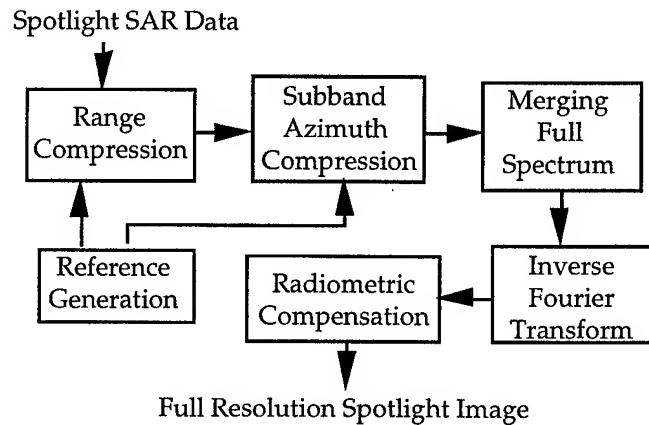 Spotlight SAR Data
Range
Compression
Subband
Azimuth
Compression
Merging
Full
Spectrum
Reference
Generation
Radiometric
Compensation
Inverse
Fourier
Transform
Full Resolution Spotlight Image